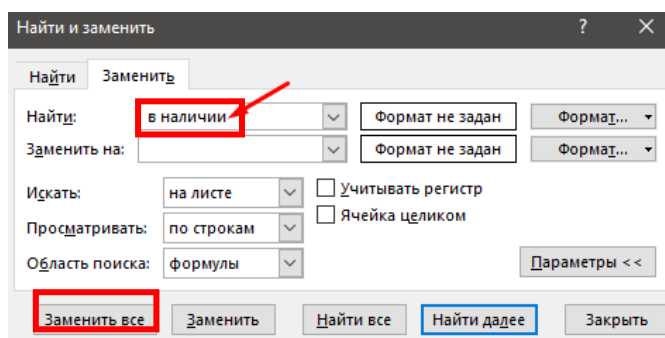 Найти и заменить ? ×
Найти Заменить
Найти: в наличии Формат не задан Формат...
Заменить на: Формат не задан Формат...
Искать: на листе Учитывать регистр
Ячейка целиком
Просматривать: по строкам
Область поиска: формулы Параметры <<
Заменить все Заменить Найти все Найти далее Закрыть